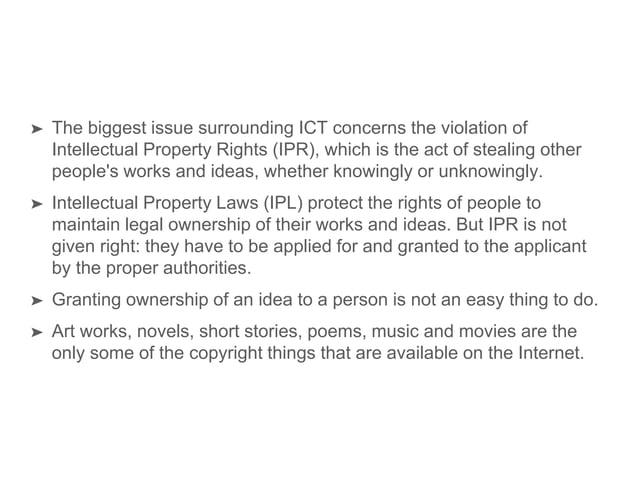 ➤ The biggest issue surrounding ICT concerns the violation of
Intellectual Property Rights (IPR), which is the act of stealing other
people's works and ideas, whether knowingly or unknowingly.
➤ Intellectual Property Laws (IPL) protect the rights of people to
maintain legal ownership of their works and ideas. But IPR is not
given right: they have to be applied for and granted to the applicant
by the proper authorities.
➤ Granting ownership of an idea to a person is not an easy thing to do.
➤ Art works, novels, short stories, poems, music and movies are the
only some of the copyright things that are available on the Internet.